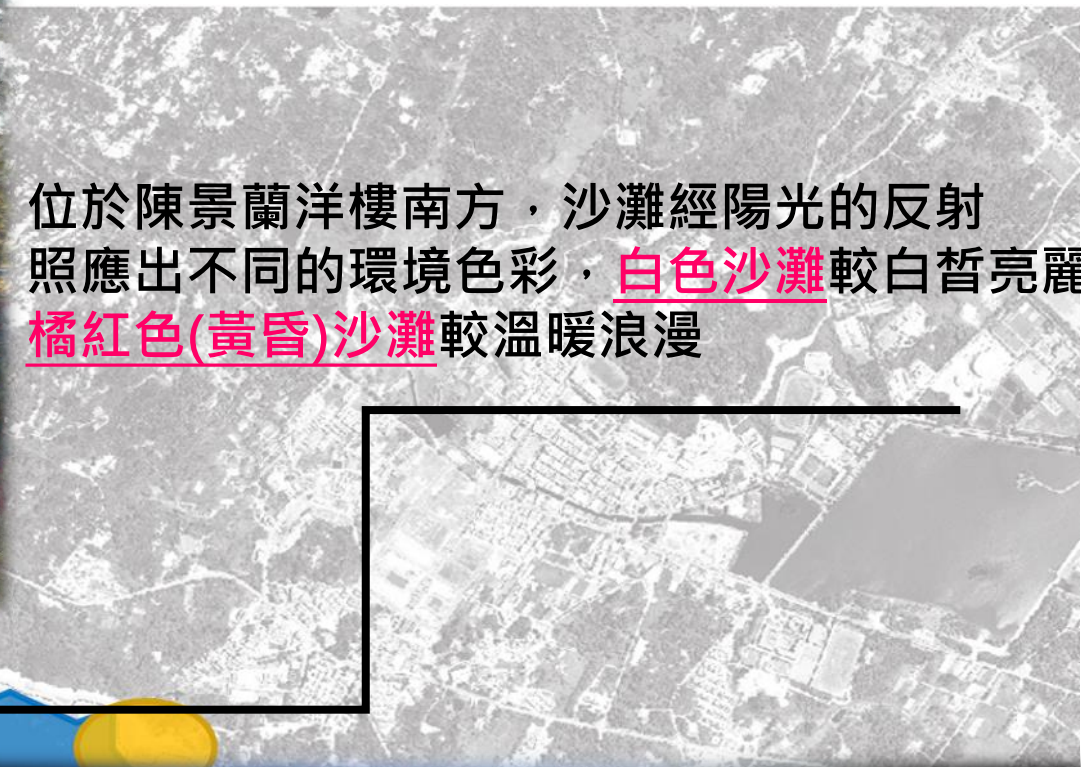 位於陳景蘭洋樓南方，沙灘經陽光的反射
照應出不同的環境色彩，白色沙灘較白皙亮麗
橘紅色(黃昏)沙灘較溫暖浪漫